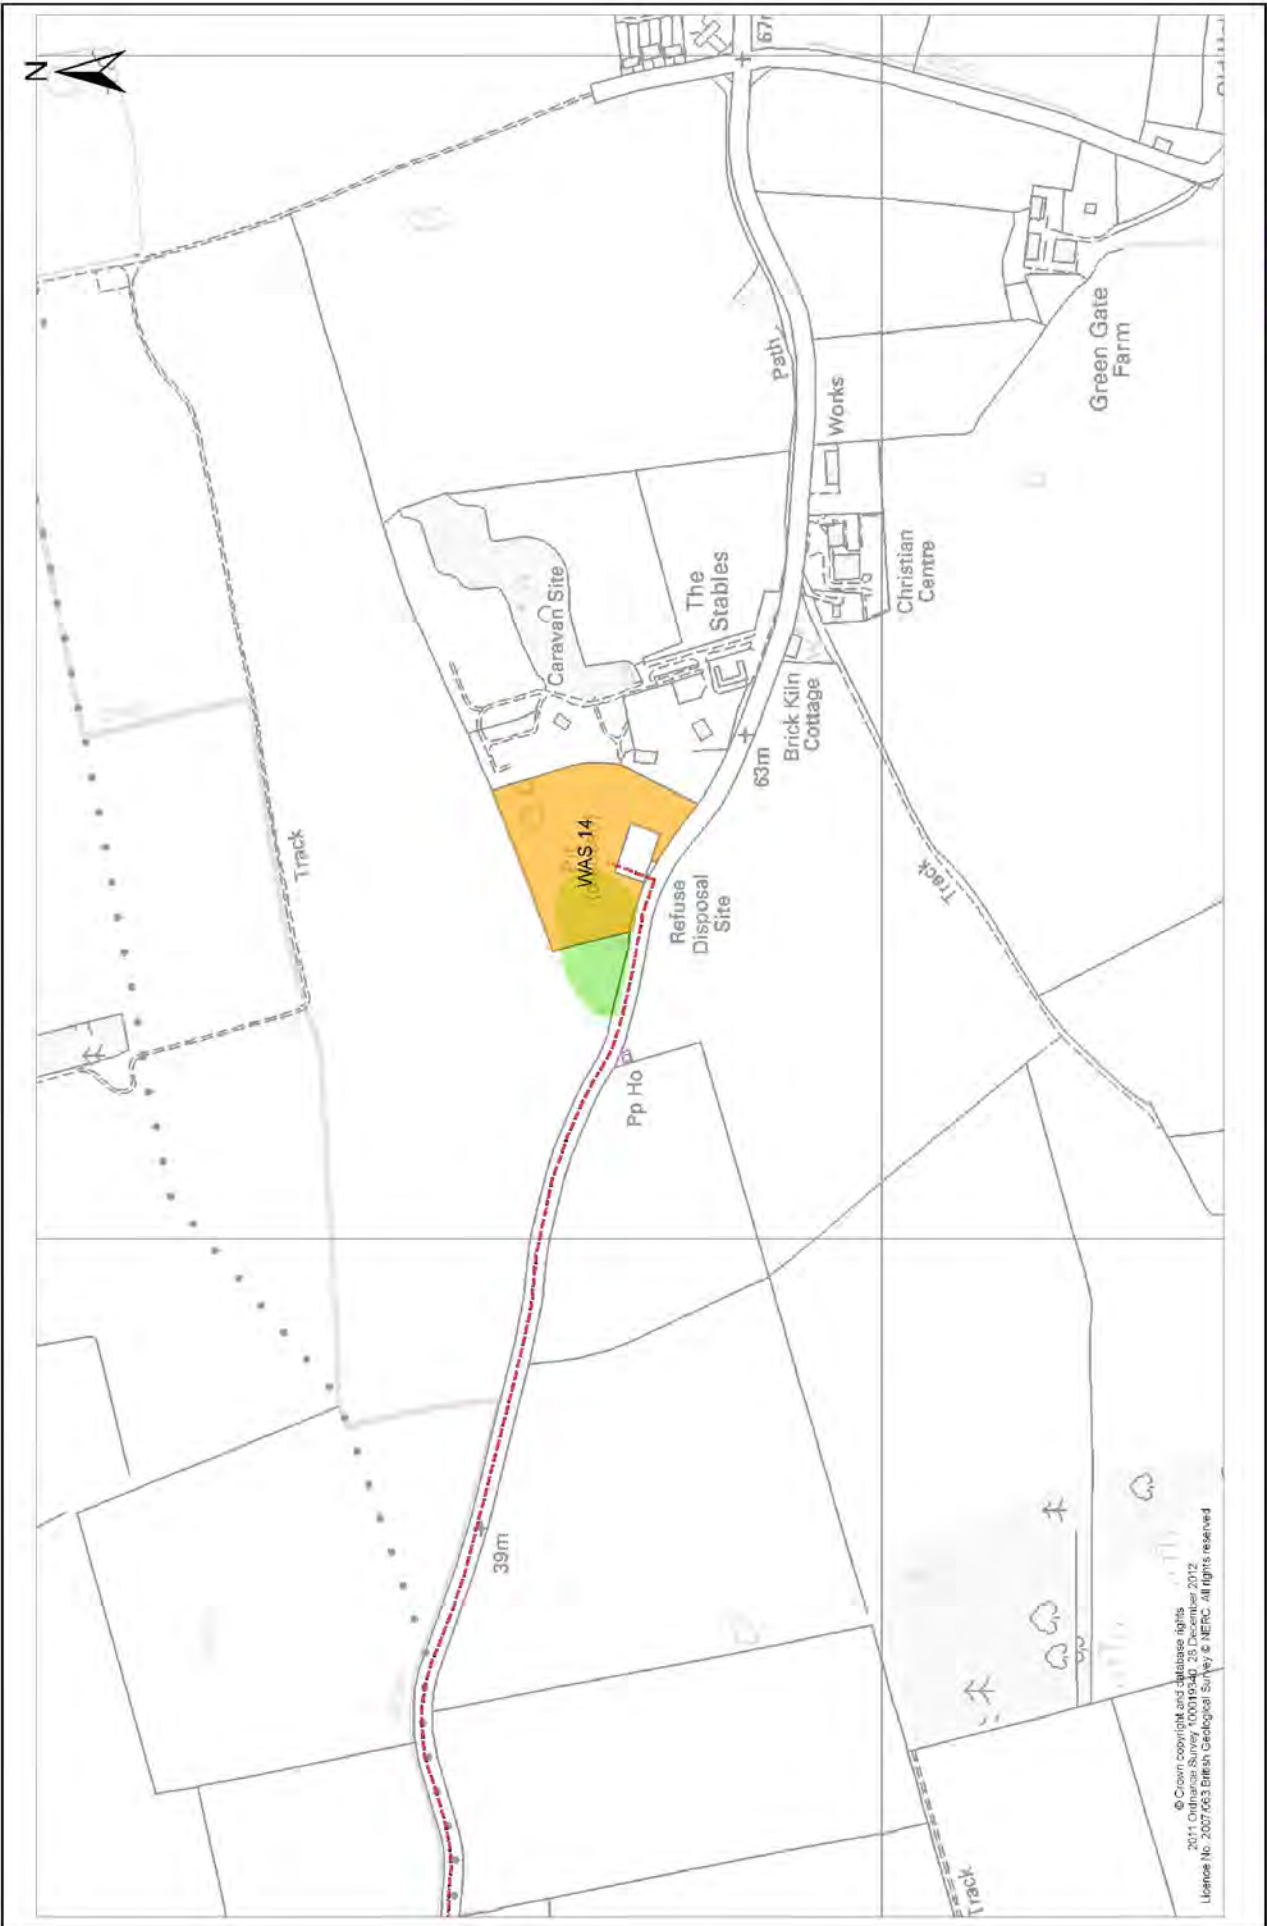 N
67m
Path
Works
Green Gate
Farm
Caravan Site
The
Stables
Christian
Centre
Brick Kiln
Cottage
63m
WAS 14
Refuse
Disposal
Site
Track
Track
Pp Ho
39m
Track
© Crown copyright and database rights
2011 Ordnance Survey 100019340, 28 December 2012
Licence No. 2007/063 British Geological Survey © NERC. All rights reserved